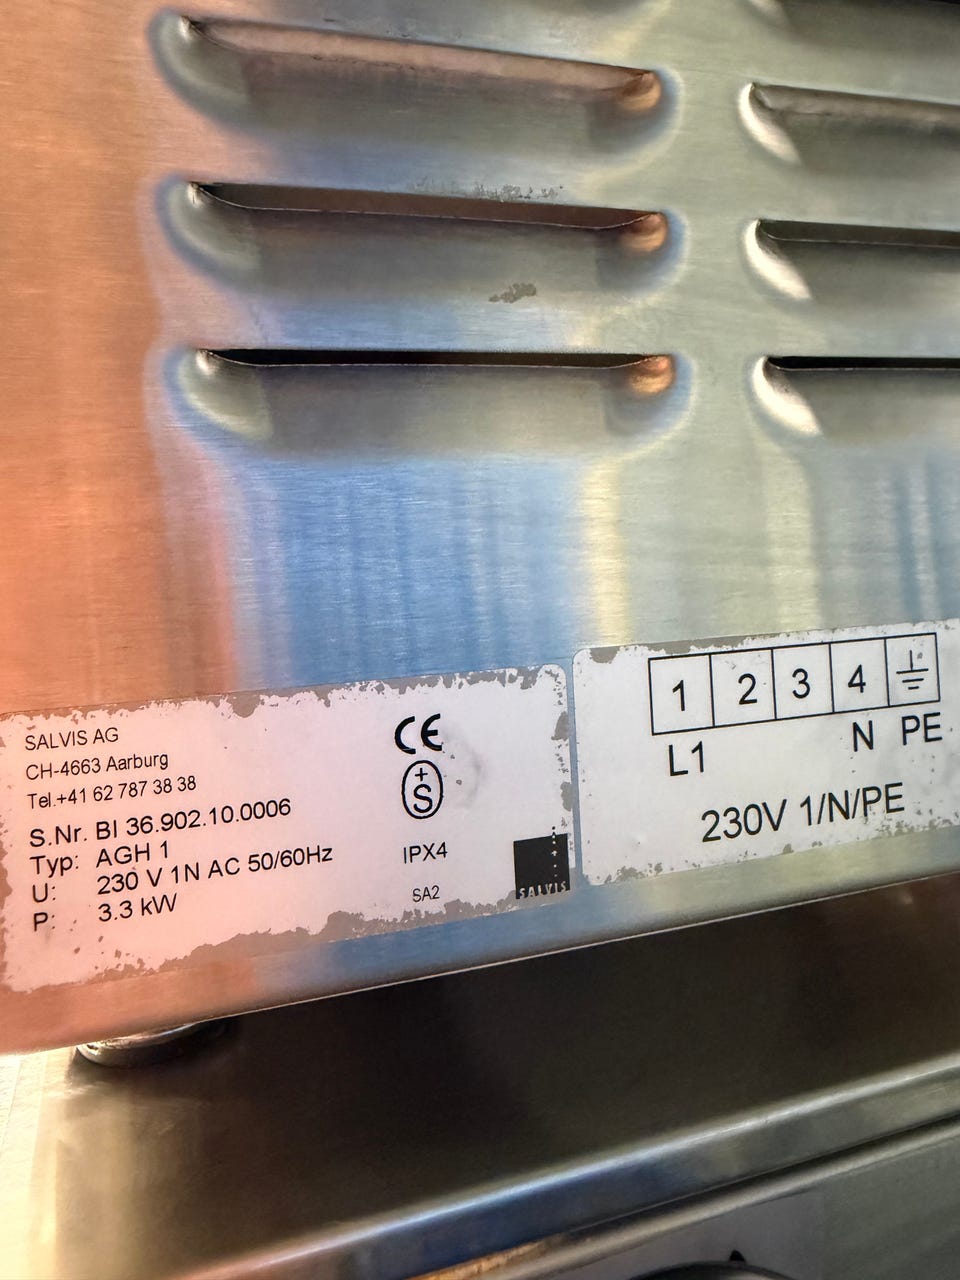 SALVIS AG
CH-4663 Aarburg
Tel.+41 62 787 38 38
S.Nr. BI 36.902.10.0006
Typ: AGH 1
U: 230 V 1N AC 50/60Hz
P: 3.3 kW
CE
+
S
IPX4
SA2
SALVIS
1 2 3 4
L1 N PE
230V 1/N/PE